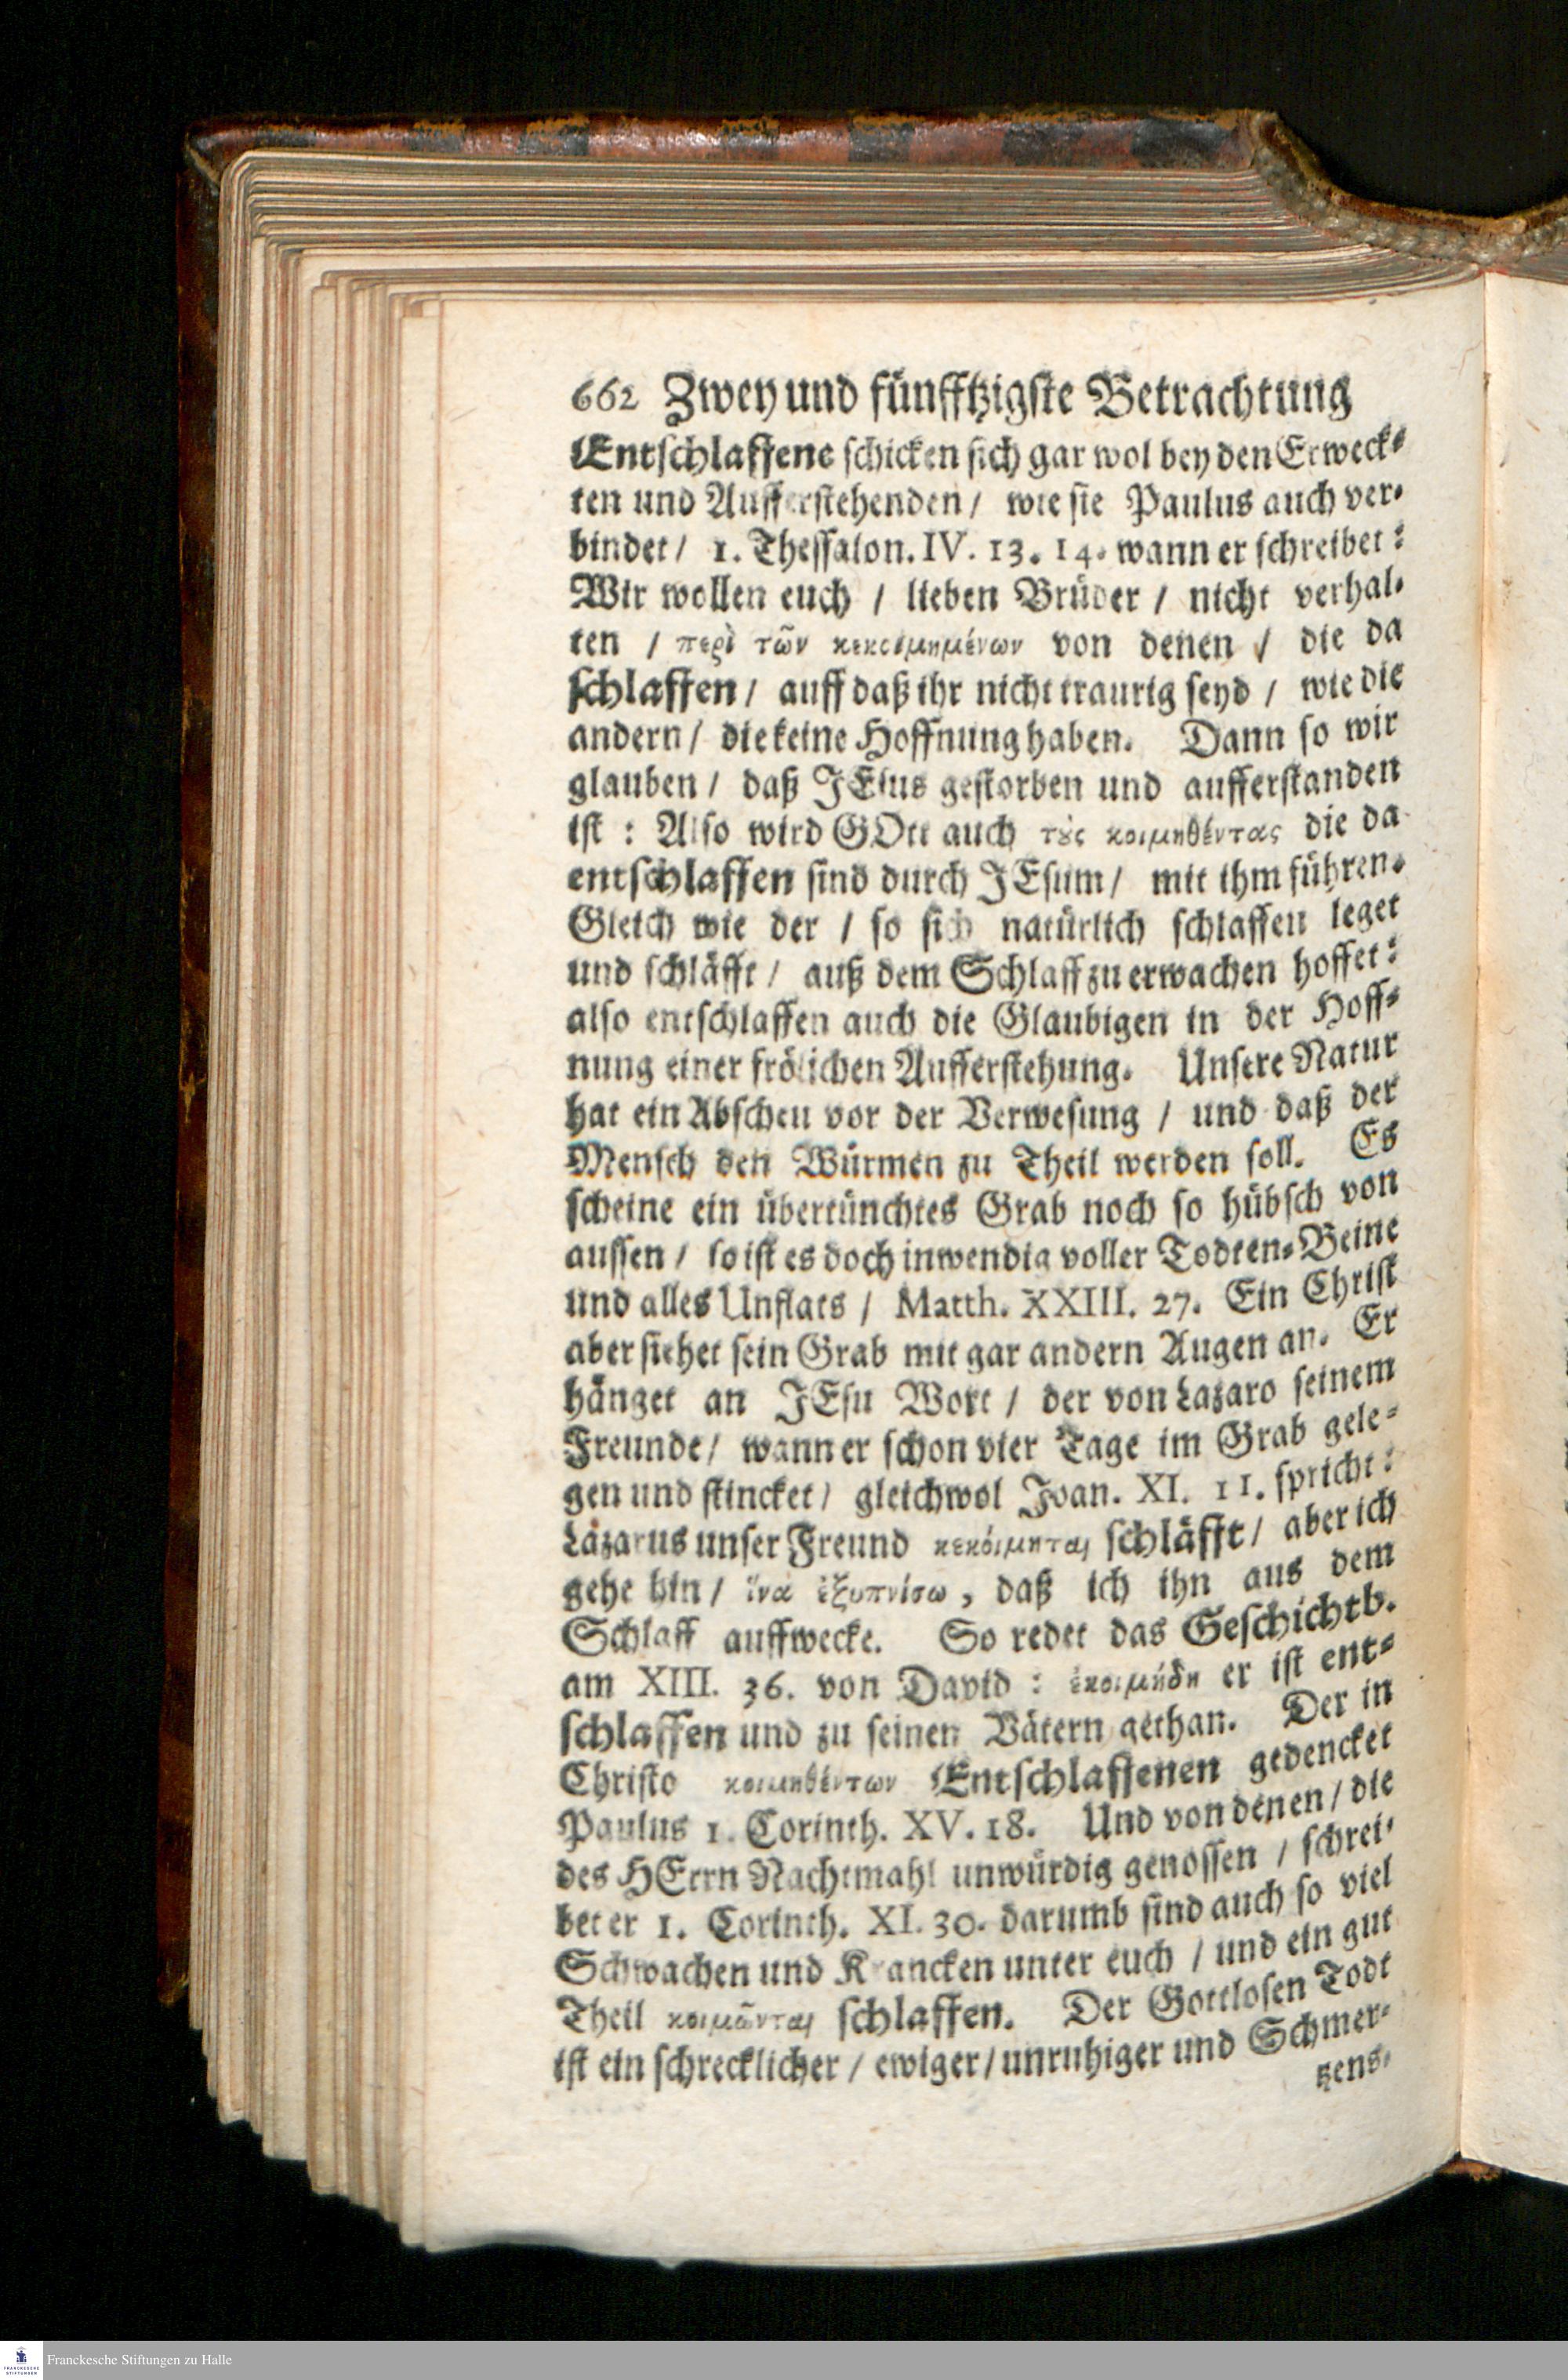 662 Zwey und fünfftzigste Betrachtung
Entschlaffene schicken sich gar wol bey den Erweck-
ten und Aufferstehenden / wie sie Paulus auch ver-
bindet / 1. Thessalon. IV. 13. 14. wann er schreibet:
Wir wollen euch / lieben Brüder / nicht verhal-
ten / περὶ τῶν κεκοιμημένων von denen / die da
schlaffen / auff daß ihr nicht traurig seyd / wie die
andern / die keine Hoffnung haben. Dann so wir
glauben / daß JEsus gestorben und aufferstanden
ist : Also wird GOtt auch τȣ̀ς κοιμηθέντας die da
entschlaffen sind durch JEsum / mit ihm führen.
Gleich wie der / so sich natürlich schlaffen leget
und schläfft / auß dem Schlaff zu erwachen hoffet:
also entschlaffen auch die Glaubigen in der Hoff-
nung einer frölichen Aufferstehung. Unsere Natur
hat ein Abscheu vor der Verwesung / und daß der
Mensch den Würmen zu Theil werden soll. Es
scheine ein übertünchtes Grab noch so hübsch von
aussen / so ist es doch inwendig voller Todten-Beine
und alles Unflats / Matth. XXIII. 27. Ein Christ
aber siehet sein Grab mit gar andern Augen an. Er
hänget an JEsu Wort / der von Lazaro seinem
Freunde / wann er schon vier Tage im Grab gele-
gen und stincket / gleichwol Joan. XI. 11. spricht:
Lazarus unser Freund κεκόιμηται schläfft / aber ich
gehe hin / ἵνα ἐξυπνίσω, daß ich ihn aus dem
Schlaff auffwecke. So redet das Geschichtb.
am XIII. 36. von David : ἐκοιμήθη er ist ent-
schlaffen und zu seinen Vätern gethan. Der in
Christo κοιμηθέντων Entschlaffenen gedencket
Paulus 1. Corinth. XV. 18. Und von denen / die
des HErrn Nachtmahl unwürdig genossen / schrei-
bet er 1. Corinth. XI. 30. darumb sind auch so viel
Schwachen und Krancken unter euch / und ein gut
Theil κοιμῶνται schlaffen. Der Gottlosen Todt
ist ein schrecklicher / ewiger / unruhiger und Schmer-
tzens-
Franckesche Stiftungen zu Halle
FRANCKESCHE
STIFTUNGEN